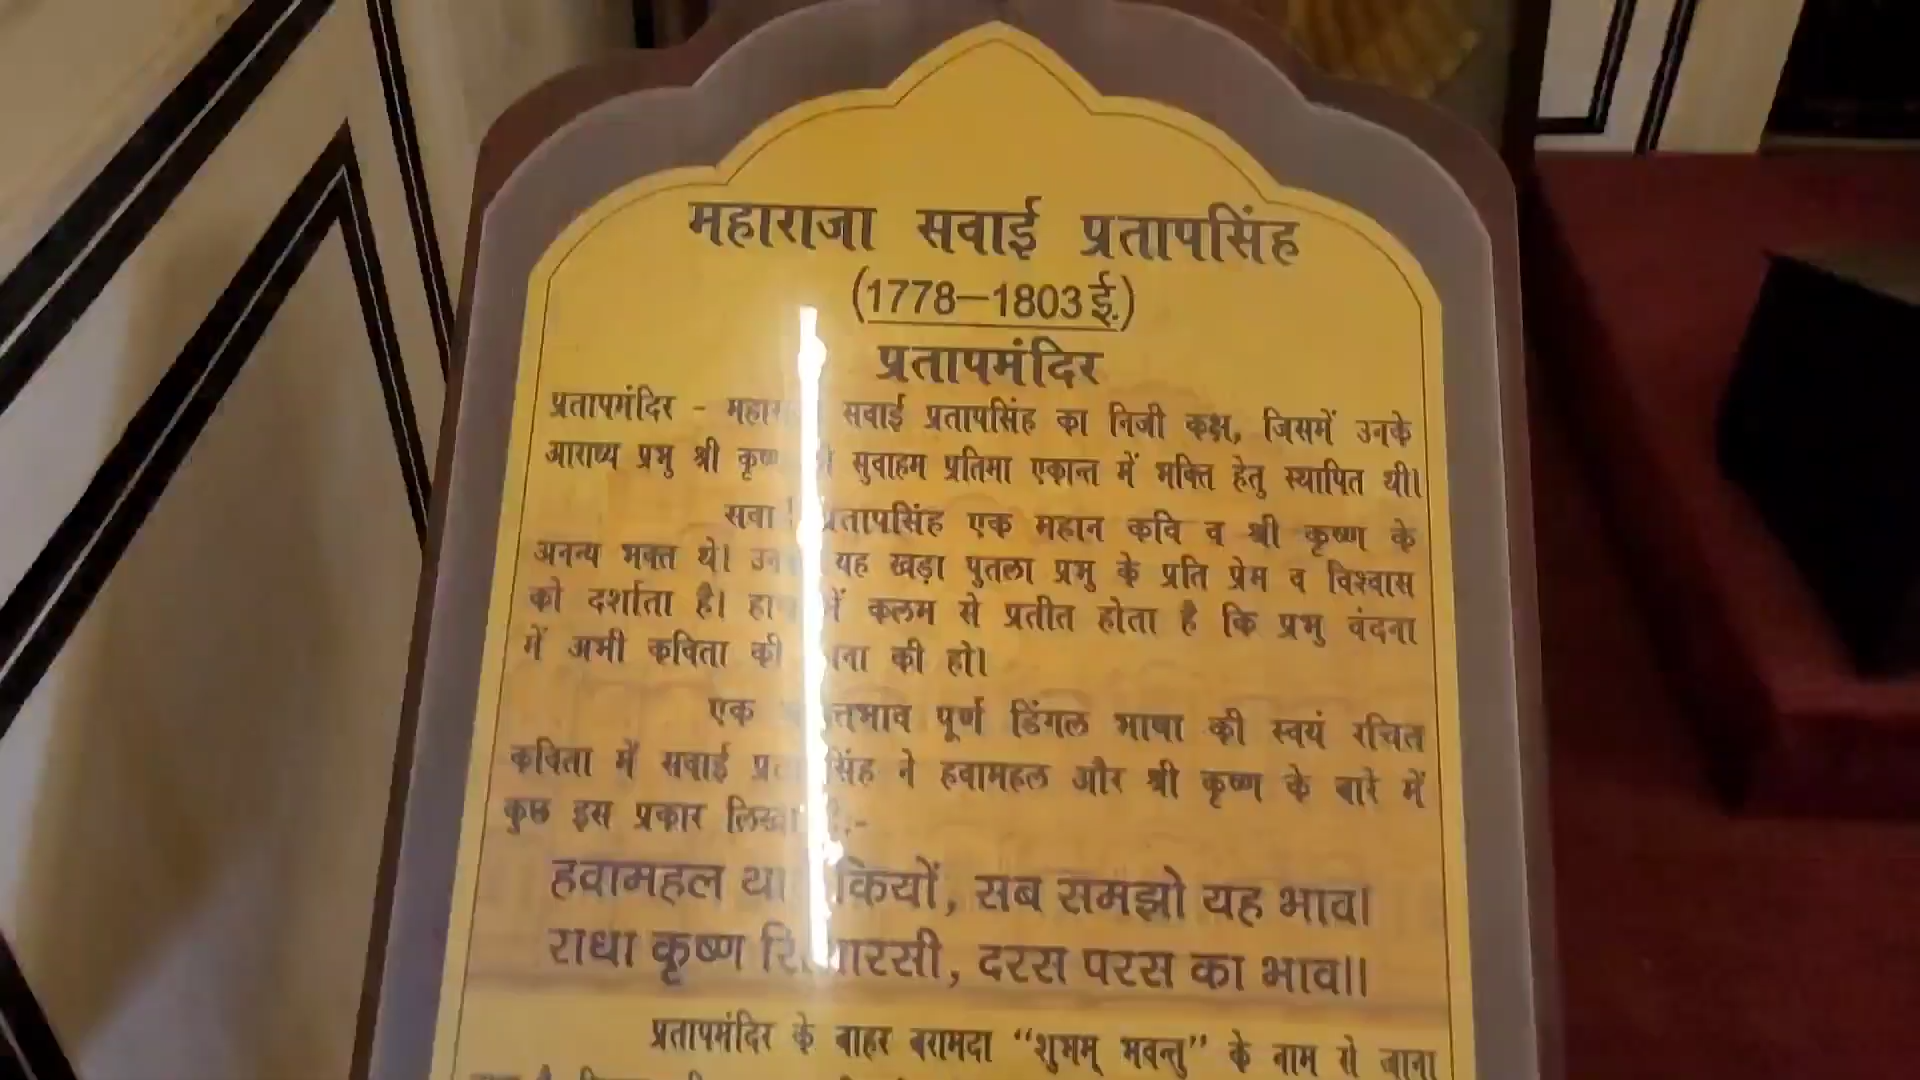 महाराजा सवाई प्रतापसिंह
(1778–1803 ई.)
प्रतापमंदिर
प्रतापमंदिर - सवाई प्रतापसिंह का निजी कक्ष, जिसमें उनके
आराध्य प्रभु श्री सुवाहम प्रतिमा एकान्त में भक्ति हेतु स्थापित थी।
एक महान कवि व श्री कृष्ण के
अनन्य भक्त थे। यह खड़ा पुतला प्रभु के प्रति प्रेम व विश्वास
को दर्शाता है। कलम से प्रतीत होता है कि प्रभु वंदना
में अभी कविता की की हो।
एक पूर्ण डिंगल भाषा की स्वयं रचित
कविता में सवाई ने हवामहल और श्री कृष्ण के बारे में
कुछ इस प्रकार
हवामहल कियों, सब समझो यह भाव।
राधा कृष्ण दरस परस का भाव॥
प्रतापमंदिर के बाहर बरामदा “शुभम् भवन्तु” के नाम से जाना